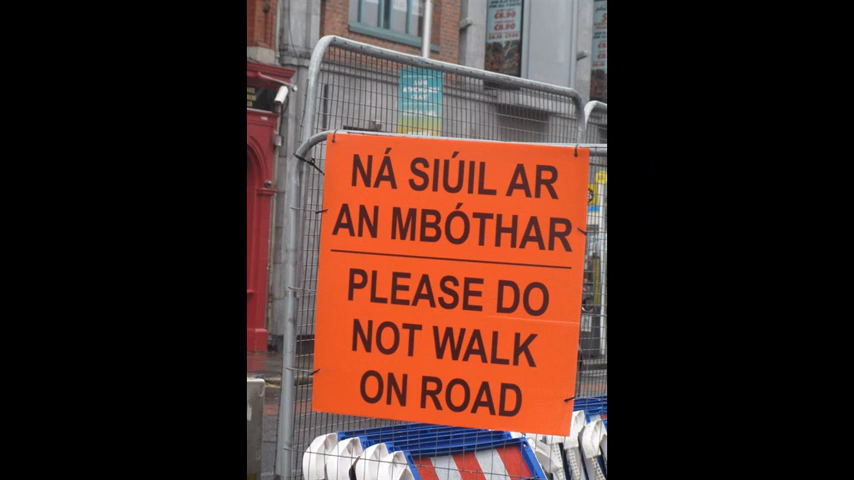 NÁ SIÚIL AR
AN MBÓTHAR
PLEASE DO
NOT WALK
ON ROAD